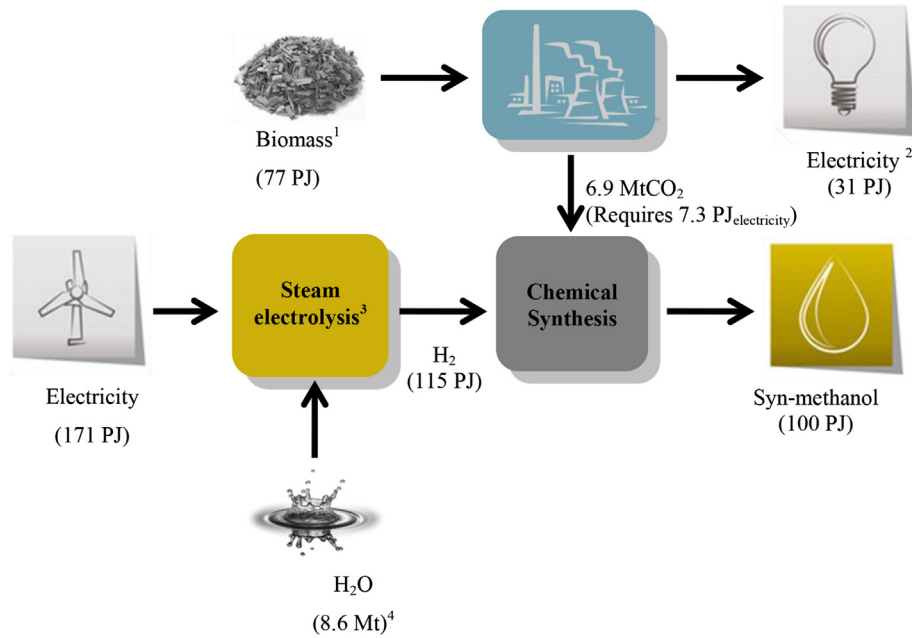 Biomass¹
(77 PJ)
Electricity ²
(31 PJ)
6.9 MtCO₂
(Requires 7.3 PJelectricity)
Steam
electrolysis³
Chemical
Synthesis
H₂
(115 PJ)
Electricity
(171 PJ)
Syn-methanol
(100 PJ)
H₂O
(8.6 Mt)⁴